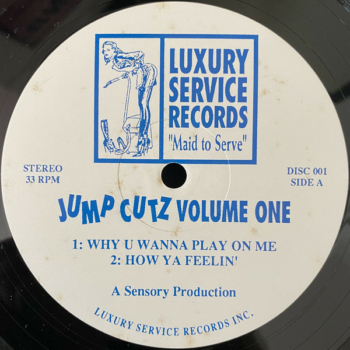 LUXURY
SERVICE
RECORDS
"Maid to Serve"
STEREO
33 RPM
DISC 001
SIDE A
JUMP CUTZ VOLUME ONE
1: WHY U WANNA PLAY ON ME
2: HOW YA FEELIN'
A Sensory Production
LUXURY SERVICE RECORDS INC.